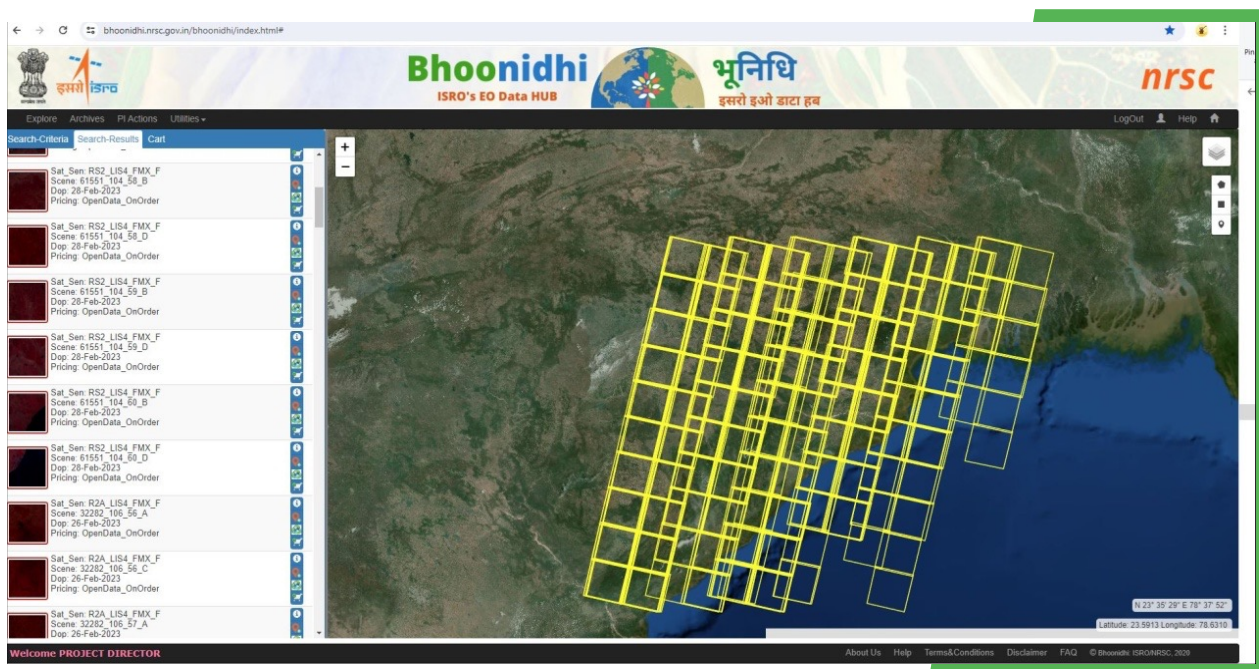 bhoonidhi.nrsc.gov.in/bhoonidhi/index.html#
Pin
इसरो isro
Bhoonidhi
ISRO's EO Data HUB
भूनिधि
इसरो इओ डाटा हब
nrsc
Explore Archives PI Actions Utilities
LogOut Help
Search-Criteria Search-Results Cart
Sat_Sen: RS2_LIS4_FMX_F
Scene: 61551_104_58_B
Dop: 28-Feb-2023
Pricing: OpenData_OnOrder
Sat_Sen: RS2_LIS4_FMX_F
Scene: 61551_104_58_D
Dop: 28-Feb-2023
Pricing: OpenData_OnOrder
Sat_Sen: RS2_LIS4_FMX_F
Scene: 61551_104_59_B
Dop: 28-Feb-2023
Pricing: OpenData_OnOrder
Sat_Sen: RS2_LIS4_FMX_F
Scene: 61551_104_59_D
Dop: 28-Feb-2023
Pricing: OpenData_OnOrder
Sat_Sen: RS2_LIS4_FMX_F
Scene: 61551_104_60_B
Dop: 28-Feb-2023
Pricing: OpenData_OnOrder
Sat_Sen: RS2_LIS4_FMX_F
Scene: 61551_104_60_D
Dop: 28-Feb-2023
Pricing: OpenData_OnOrder
Sat_Sen: R2A_LIS4_FMX_F
Scene: 32282_106_56_A
Dop: 26-Feb-2023
Pricing: OpenData_OnOrder
Sat_Sen: R2A_LIS4_FMX_F
Scene: 32282_106_56_C
Dop: 26-Feb-2023
Pricing: OpenData_OnOrder
Sat_Sen: R2A_LIS4_FMX_F
Scene: 32282_106_57_A
Dop: 26-Feb-2023
+
−
N 23° 35' 29" E 78° 37' 52"
Latitude: 23.5913 Longitude: 78.6310
Welcome PROJECT DIRECTOR
About Us Help Terms&Conditions Disclaimer FAQ © Bhoonidhi: ISRO/NRSC, 2020